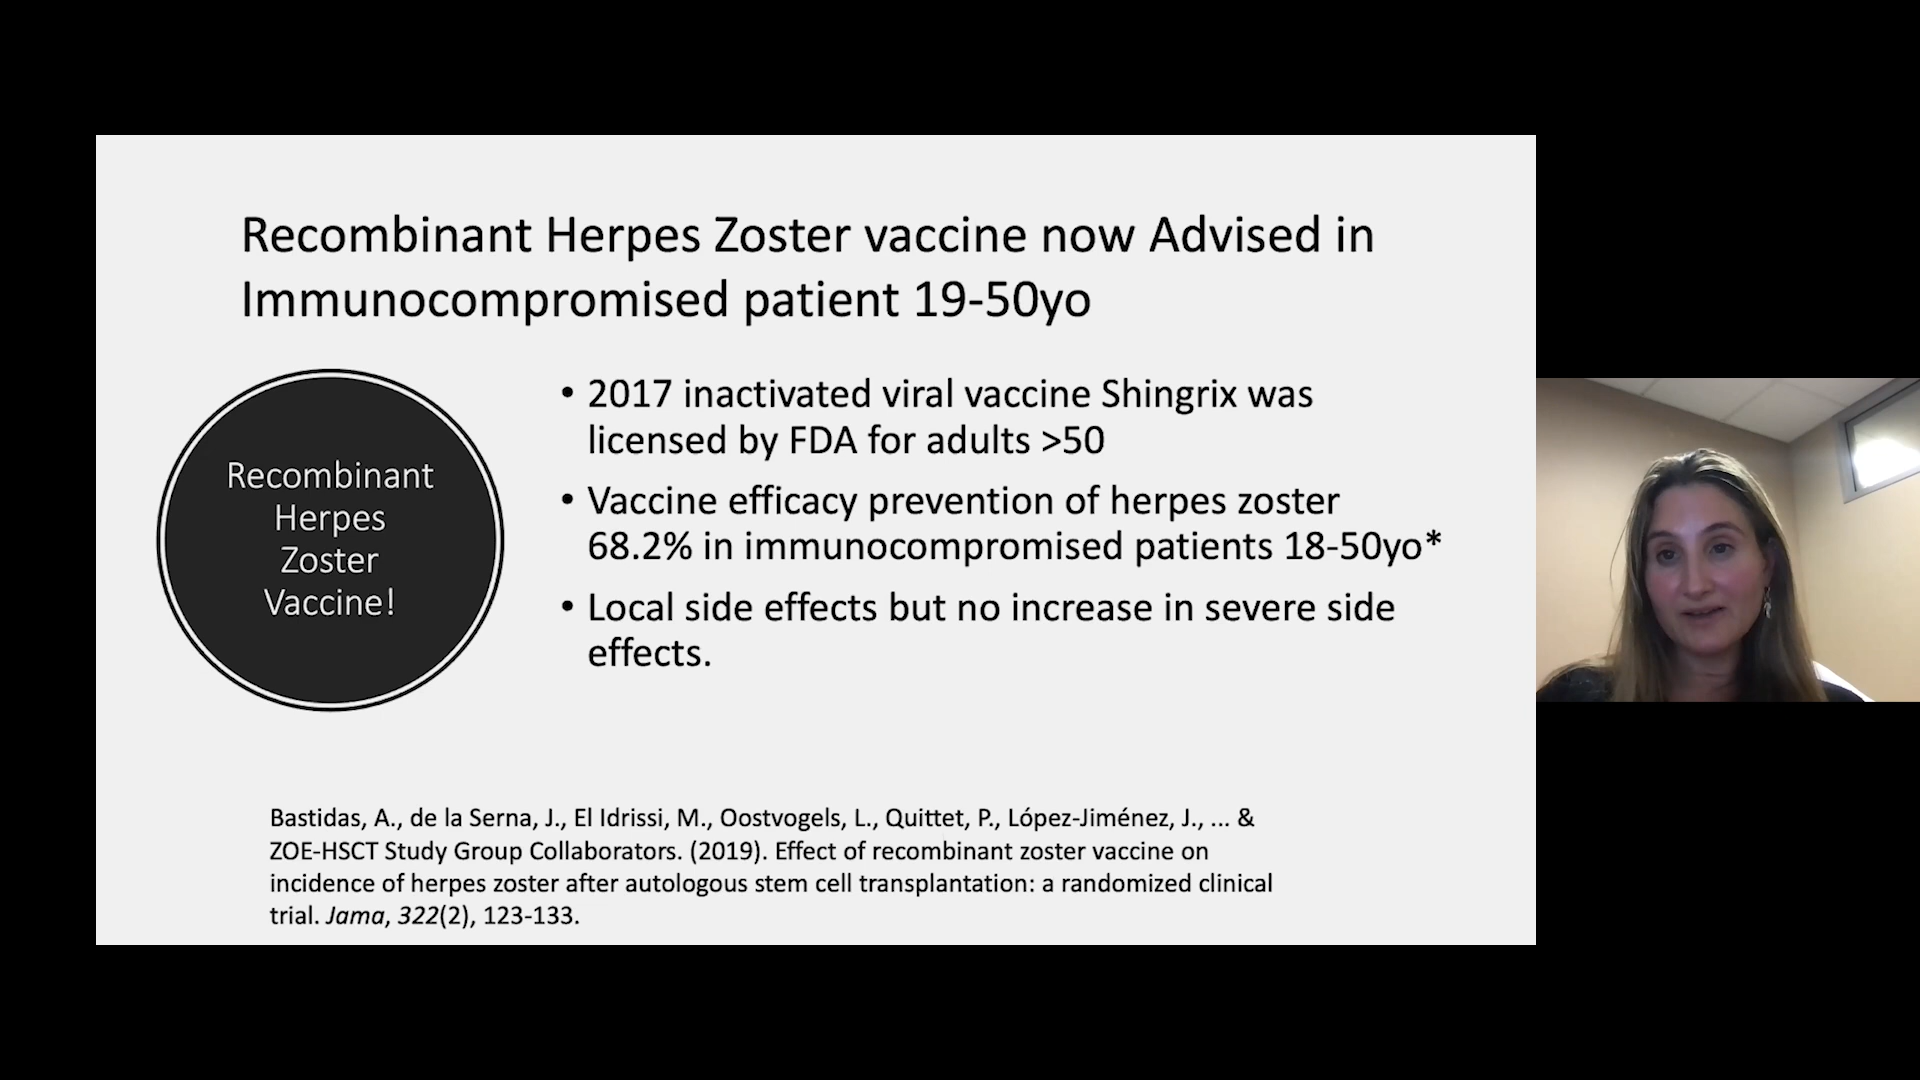 Recombinant Herpes Zoster vaccine now Advised in
Immunocompromised patient 19-50yo
Recombinant
Herpes
Zoster
Vaccine!
• 2017 inactivated viral vaccine Shingrix was
licensed by FDA for adults >50
• Vaccine efficacy prevention of herpes zoster
68.2% in immunocompromised patients 18-50yo*
• Local side effects but no increase in severe side
effects.
Bastidas, A., de la Serna, J., El Idrissi, M., Oostvogels, L., Quittet, P., López-Jiménez, J., ... &
ZOE-HSCT Study Group Collaborators. (2019). Effect of recombinant zoster vaccine on
incidence of herpes zoster after autologous stem cell transplantation: a randomized clinical
trial. Jama, 322(2), 123-133.